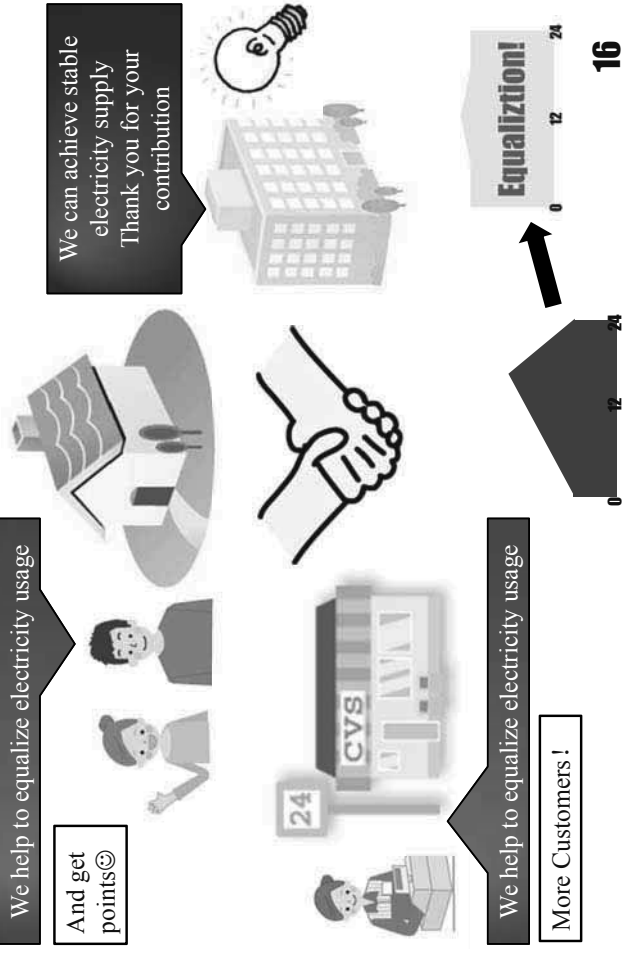 We help to equalize electricity usage
And get
points☺
We can achieve stable
electricity supply
Thank you for your
contribution
24
CVS
We help to equalize electricity usage
More Customers !
0
12
24
Equaliztion!
0
12
24
16